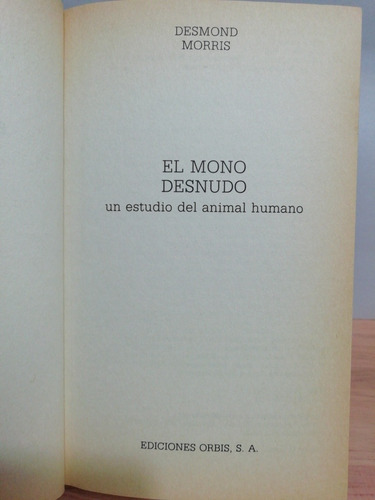 DESMOND
MORRIS
EL MONO
DESNUDO
un estudio del animal humano
EDICIONES ORBIS, S. A.